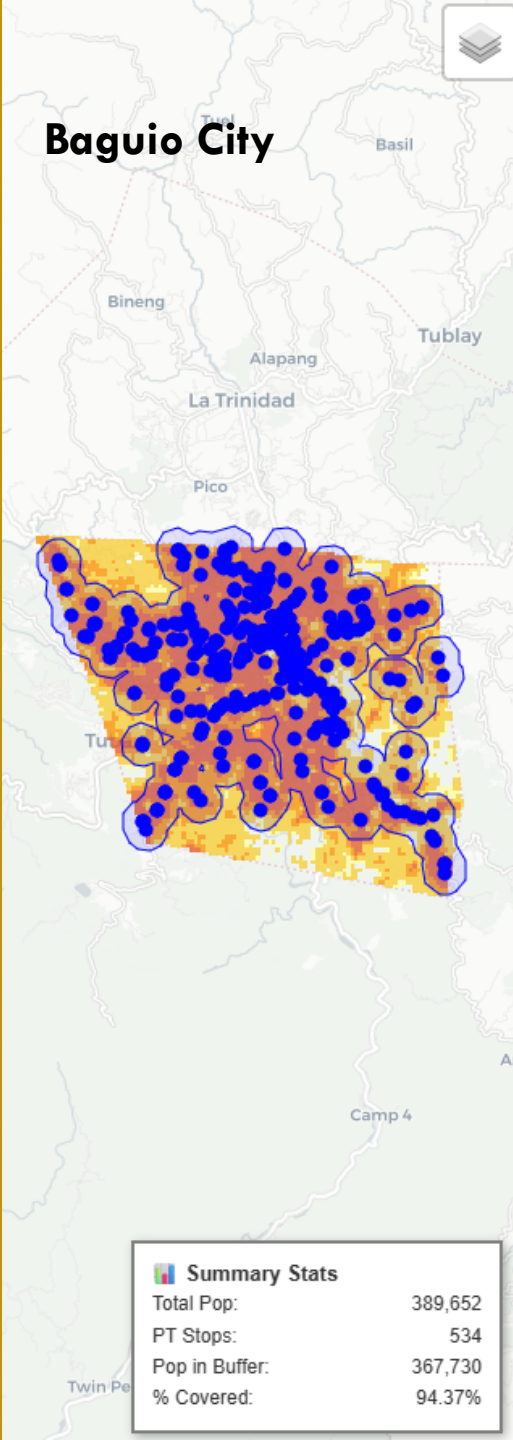 Tuel
Baguio City
Basil
Bineng
Tublay
Alapang
La Trinidad
Pico
Tu
A
Camp 4
Summary Stats
Total Pop: 389,652
PT Stops: 534
Pop in Buffer: 367,730
% Covered: 94.37%
Twin Pe